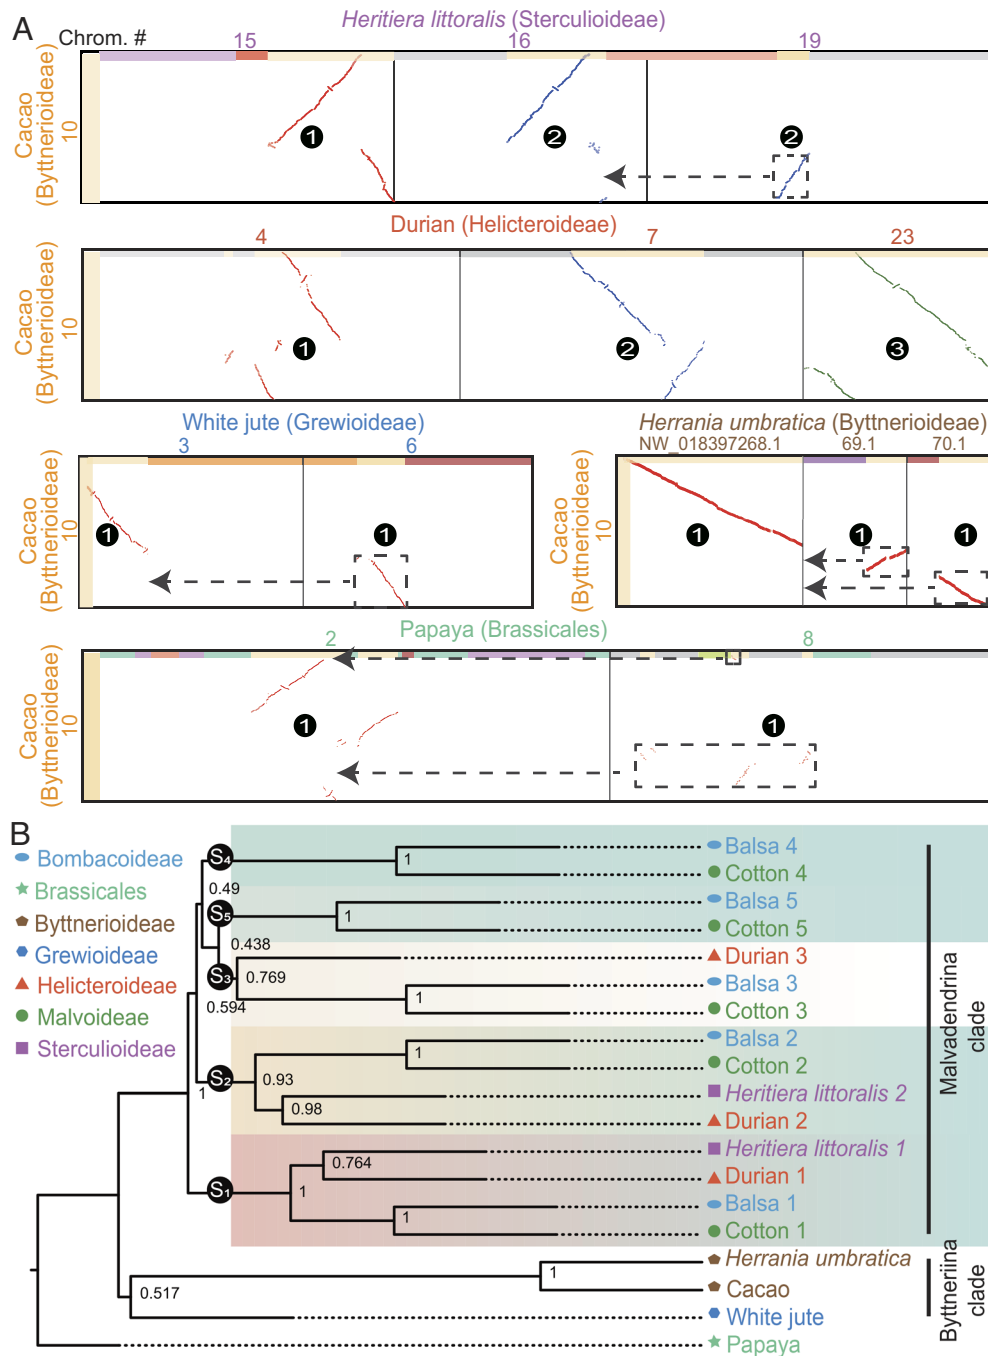 A
Heritiera littoralis (Sterculioideae)
Chrom. #
15
16
19
Cacao
(Byttnerioideae)
10
1
2
2
Durian (Helicteroideae)
4
7
23
Cacao
(Byttnerioideae)
10
1
2
3
White jute (Grewioideae)
3
6
Cacao
(Byttnerioideae)
10
1
1
Herrania umbratica (Byttnerioideae)
NW_018397268.1
69.1
70.1
Cacao
(Byttnerioideae)
10
1
1
1
Papaya (Brassicales)
2
8
Cacao
(Byttnerioideae)
10
1
1
B
Bombacoideae
Brassicales
Byttnerioideae
Grewioideae
Helicteroideae
Malvoideae
Sterculioideae
S4
0.49
S5
0.438
S3
0.594
S2
1
S1
1
1
0.769
1
0.93
1
0.98
0.764
1
1
1
0.517
Balsa 4
Cotton 4
Balsa 5
Cotton 5
Durian 3
Balsa 3
Cotton 3
Balsa 2
Cotton 2
Heritiera littoralis 2
Durian 2
Heritiera littoralis 1
Durian 1
Balsa 1
Cotton 1
Herrania umbratica
Cacao
White jute
Papaya
Malvadendrina
clade
Byttneriina
clade